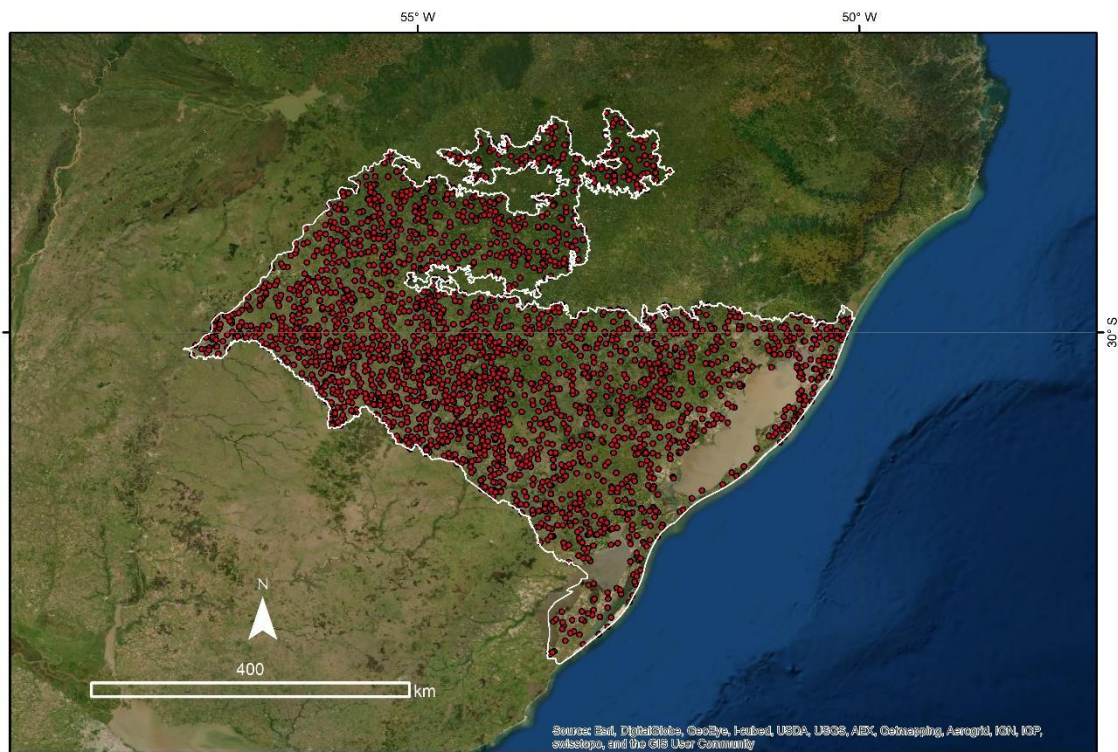 55° W
50° W
30° S
N
400
km
Source: Esri, DigitalGlobe, GeoEye, i-cubed, USDA, USGS, AEX, Getmapping, Aerogrid, IGN, IGP,
swisstopo, and the GIS User Community